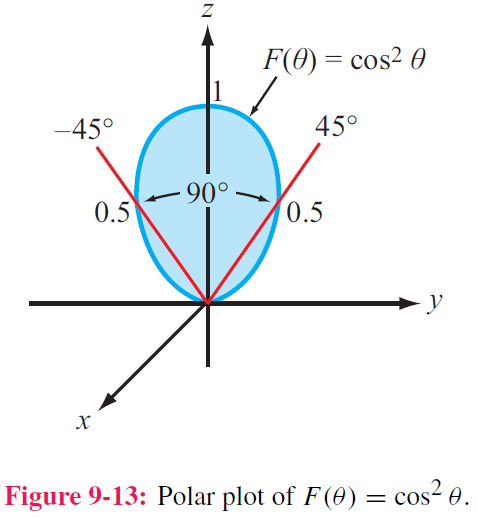 z
F(θ) = cos² θ
1
–45°
45°
90°
0.5
0.5
y
x
Figure 9-13: Polar plot of F(θ) = cos² θ.